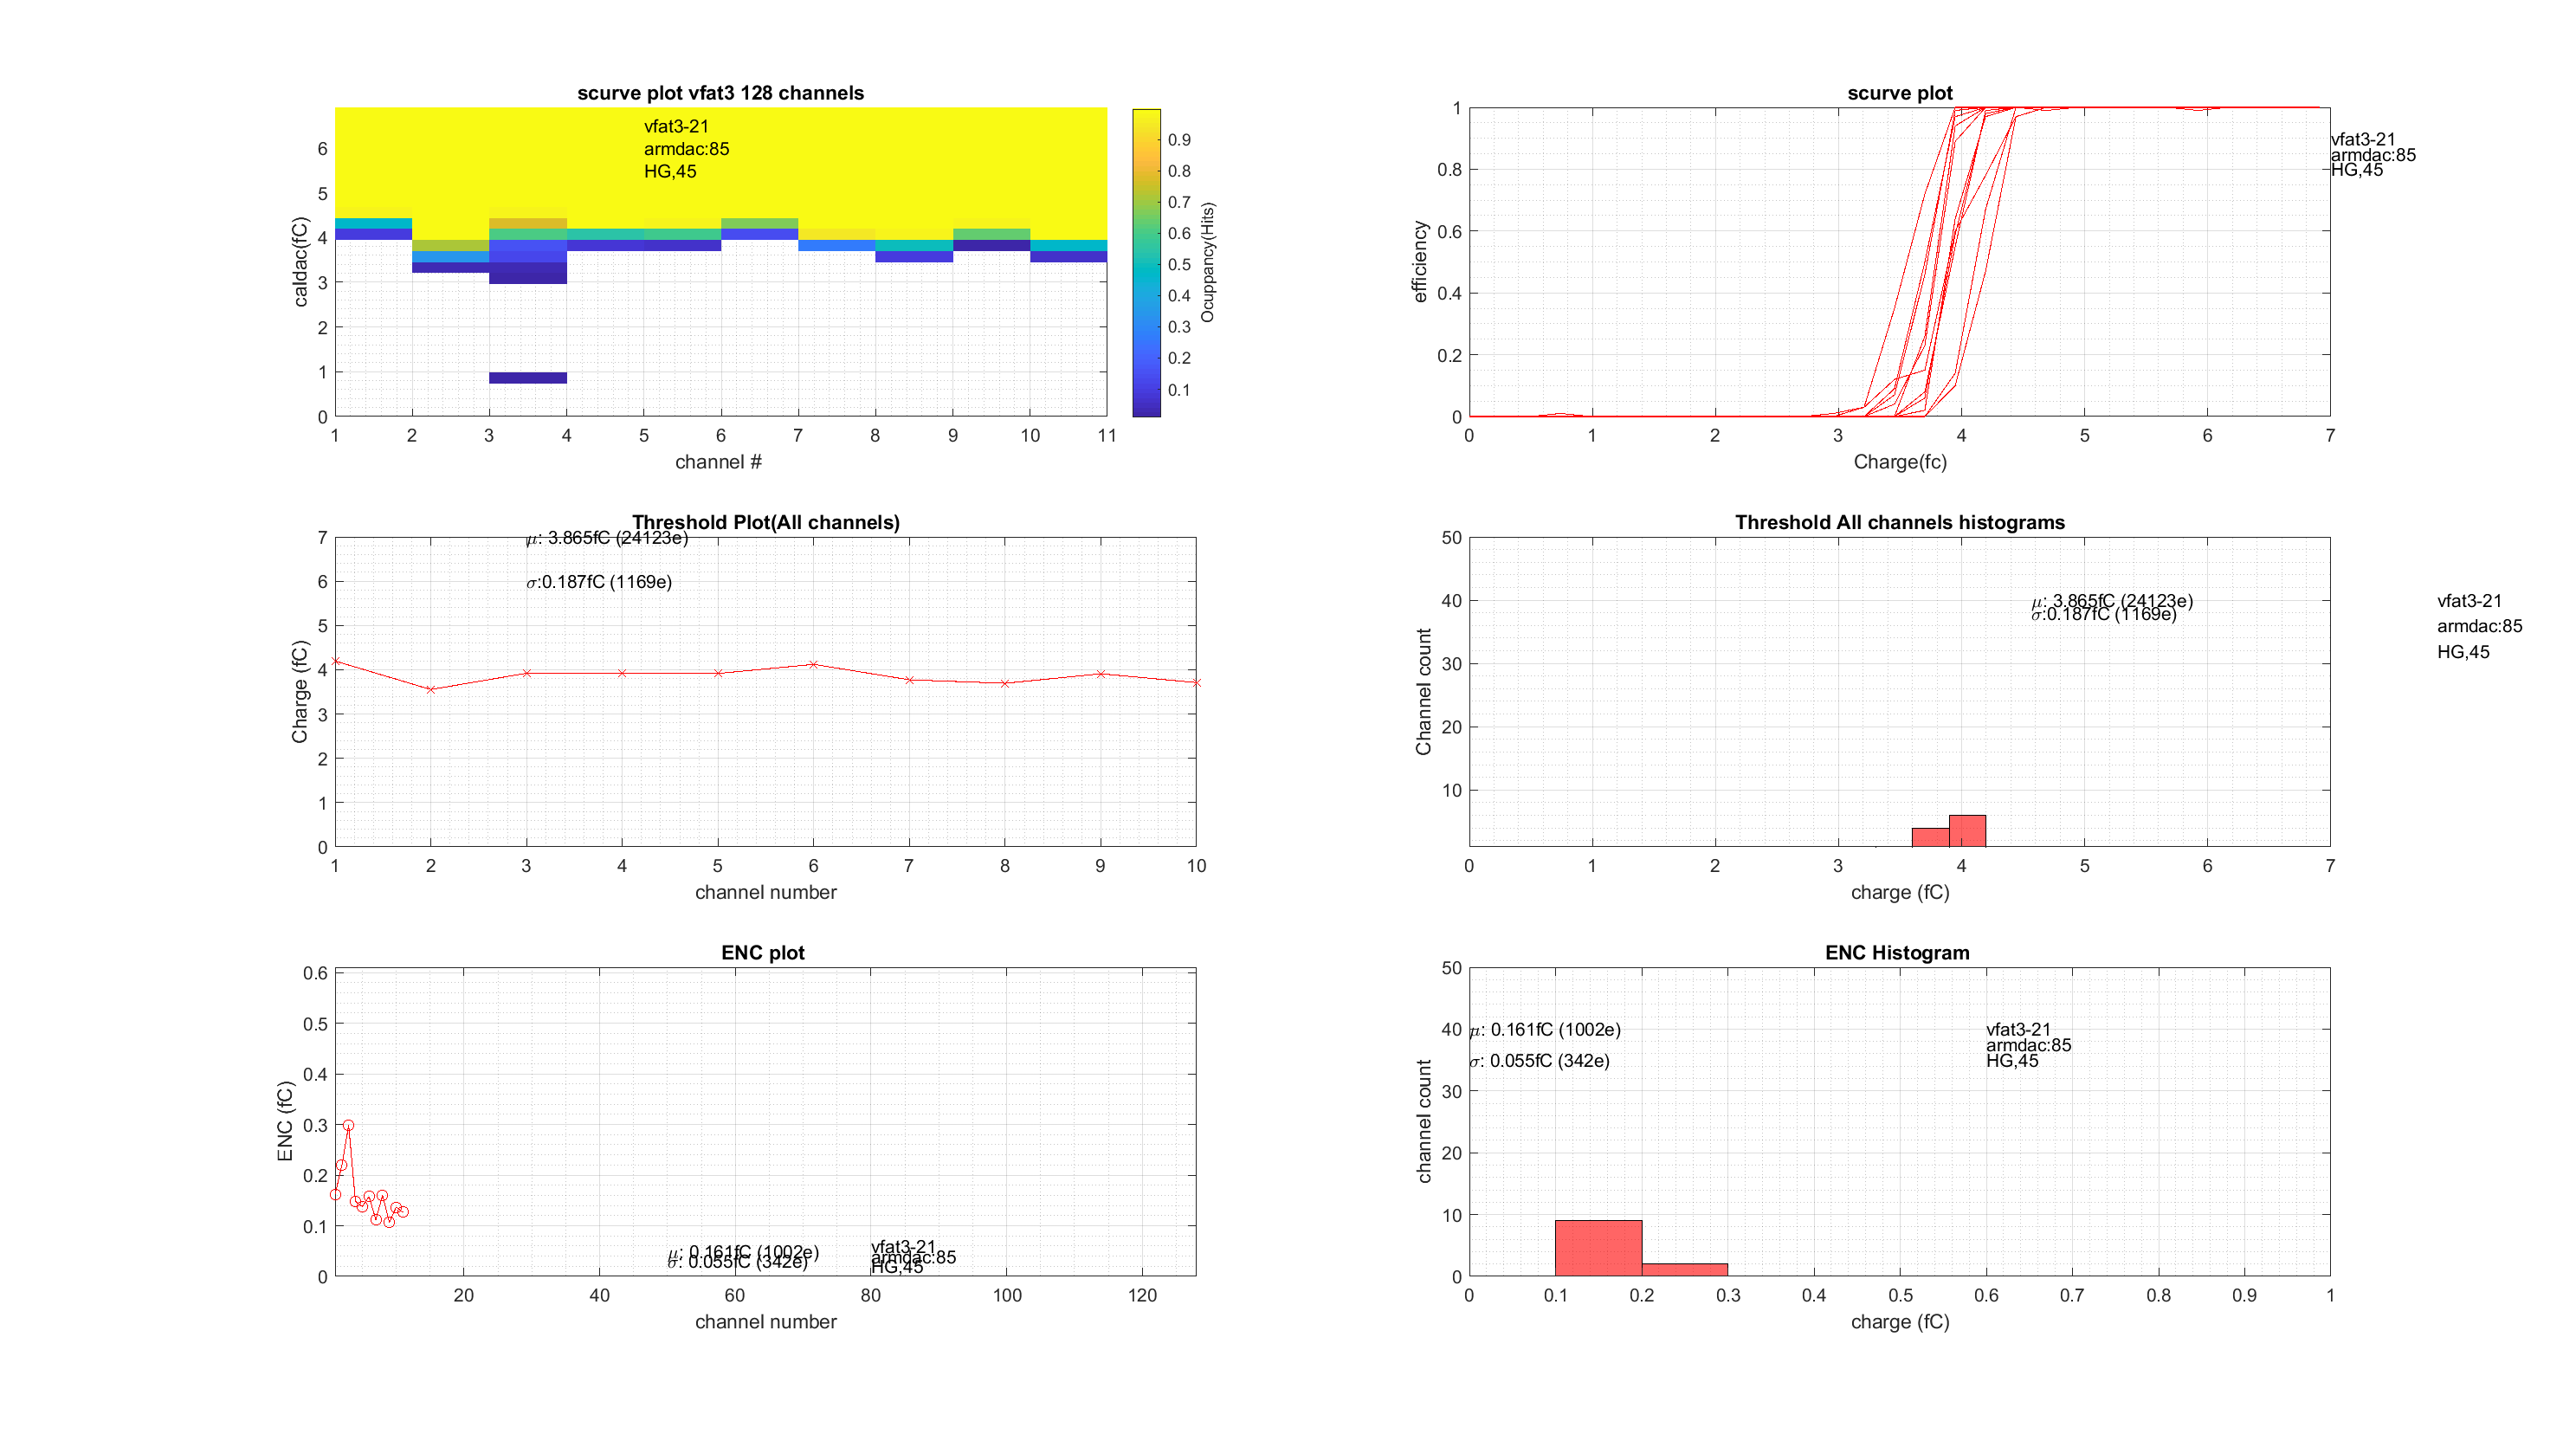 scurve plot vfat3 128 channels
vfat3-21
armdac:85
HG,45
caldac(fC)
6
5
4
3
2
1
0
1 2 3 4 5 6 7 8 9 10 11
channel #
0.9
0.8
0.7
0.6
0.5
0.4
0.3
0.2
0.1
Ocuppancy(Hits)
scurve plot
vfat3-21
armdac:85
HG,45
efficiency
1
0.8
0.6
0.4
0.2
0
0 1 2 3 4 5 6 7
Charge(fc)
Threshold Plot(All channels)
μ: 3.865fC (24123e)
σ:0.187fC (1169e)
Charge (fC)
7
6
5
4
3
2
1
0
1 2 3 4 5 6 7 8 9 10
channel number
Threshold All channels histograms
μ: 3.865fC (24123e)
σ:0.187fC (1169e)
vfat3-21
armdac:85
HG,45
Channel count
50
40
30
20
10
0 1 2 3 4 5 6 7
charge (fC)
ENC plot
ENC (fC)
0.6
0.5
0.4
0.3
0.2
0.1
0
μ: 0.161fC (1002e)
σ: 0.055fC (342e)
vfat3-21
armdac:85
HG,45
20 40 60 80 100 120
channel number
ENC Histogram
μ: 0.161fC (1002e)
σ: 0.055fC (342e)
vfat3-21
armdac:85
HG,45
channel count
50
40
30
20
10
0
0 0.1 0.2 0.3 0.4 0.5 0.6 0.7 0.8 0.9 1
charge (fC)